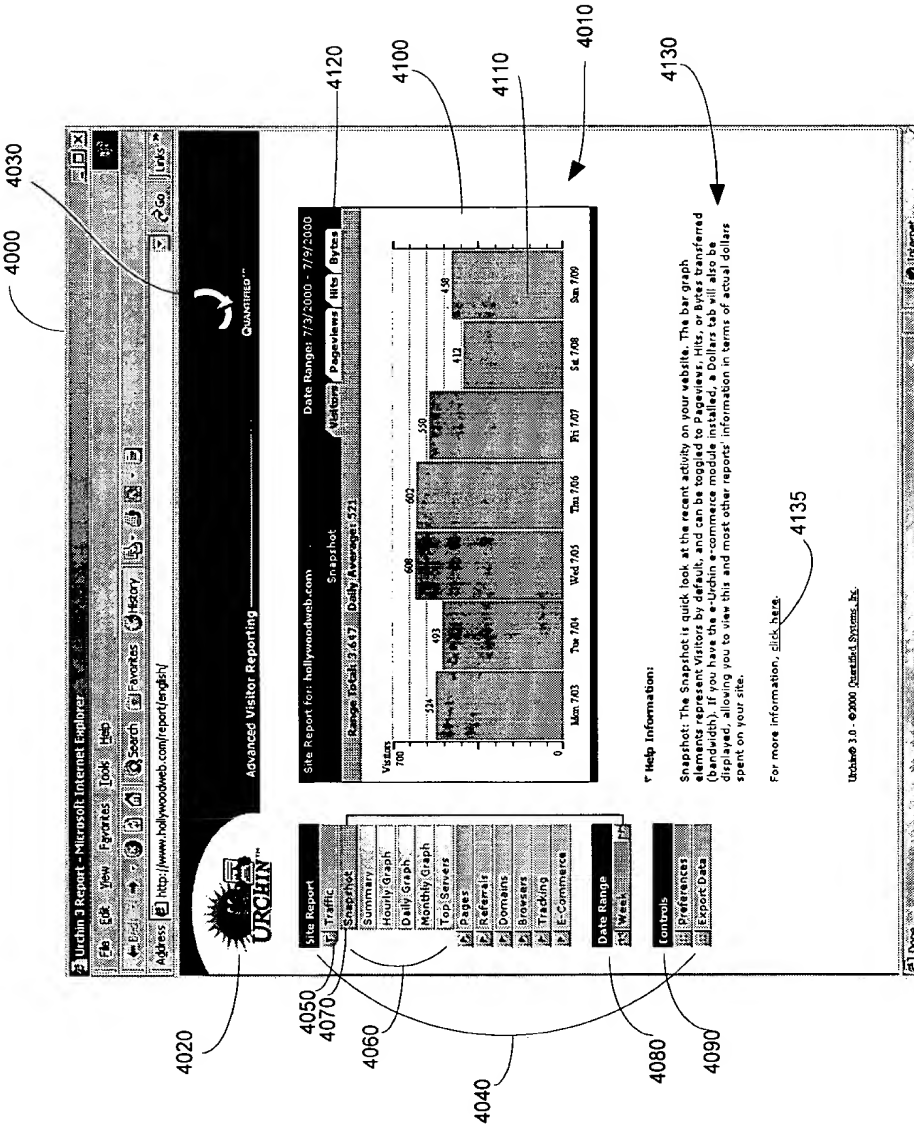 4000
4030
Urchin 3 Report - Microsoft Internet Explorer
File Edit View Favorites Tools Help
Back Search Favorites History
Address http://www.hollywoodweb.com/report/english/ Go Links »
4020
URCHIN™
Advanced Visitor Reporting
QUANTIFIED™
Site Report
Traffic
Snapshot
Summary
Hourly Graph
Daily Graph
Monthly Graph
Top Servers
Pages
Referrals
Domains
Browsers
Tracking
E-Commerce
Date Range
Week
Controls
Preferences
Export Data
4050
4070
4060
4040
4080
4090
Site Report for: hollywoodweb.com Date Range: 7/3/2000 - 7/9/2000
Snapshot Visitors Pageviews Hits Bytes
Range Total: 3,647 Daily Average: 521
Visitors
700
0
524
493
608
602
550
412
458
Mon 7/03 Tue 7/04 Wed 7/05 Thu 7/06 Fri 7/07 Sat 7/08 Sun 7/09
4120
4100
4110
4010
4130
Help Information:
Snapshot: The Snapshot is quick look at the recent activity on your website. The bar graph
elements represent Visitors by default, and can be toggled to Pageviews, Hits, or Bytes transferred
(bandwidth). If you have the e-Urchin e-commerce module installed, a Dollars tab will also be
displayed, allowing you to view this and most other reports' information in terms of actual dollars
spent on your site.
For more information, click here.
4135
Urchin® 3.0 - ©2000 Quantified Systems, Inc.
Done Internet